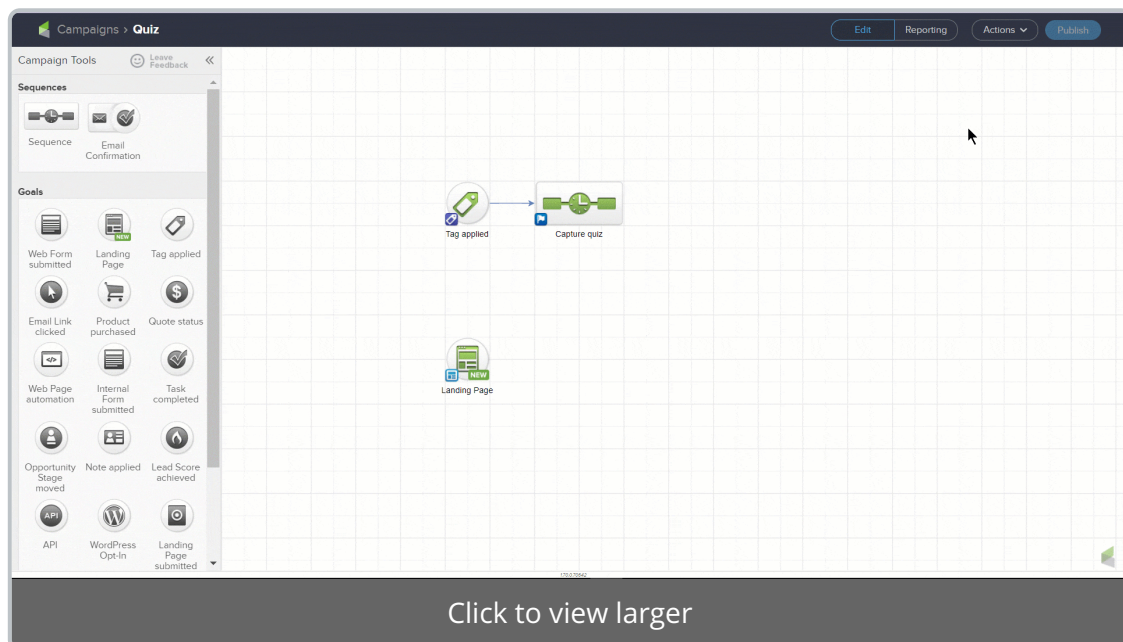 Campaigns › Quiz
Edit
Reporting
Actions
Publish
Campaign Tools
Leave
Feedback
Sequences
Sequence
Email
Confirmation
Goals
NEW
Web Form
submitted
Landing
Page
Tag applied
Email Link
clicked
Product
purchased
Quote status
</>
Web Page
automation
Internal
Form
submitted
Task
completed
Opportunity
Stage
moved
Note applied
Lead Score
achieved
API
API
WordPress
Opt-In
Landing
Page
submitted
Tag applied
Capture quiz
NEW
Landing Page
Click to view larger